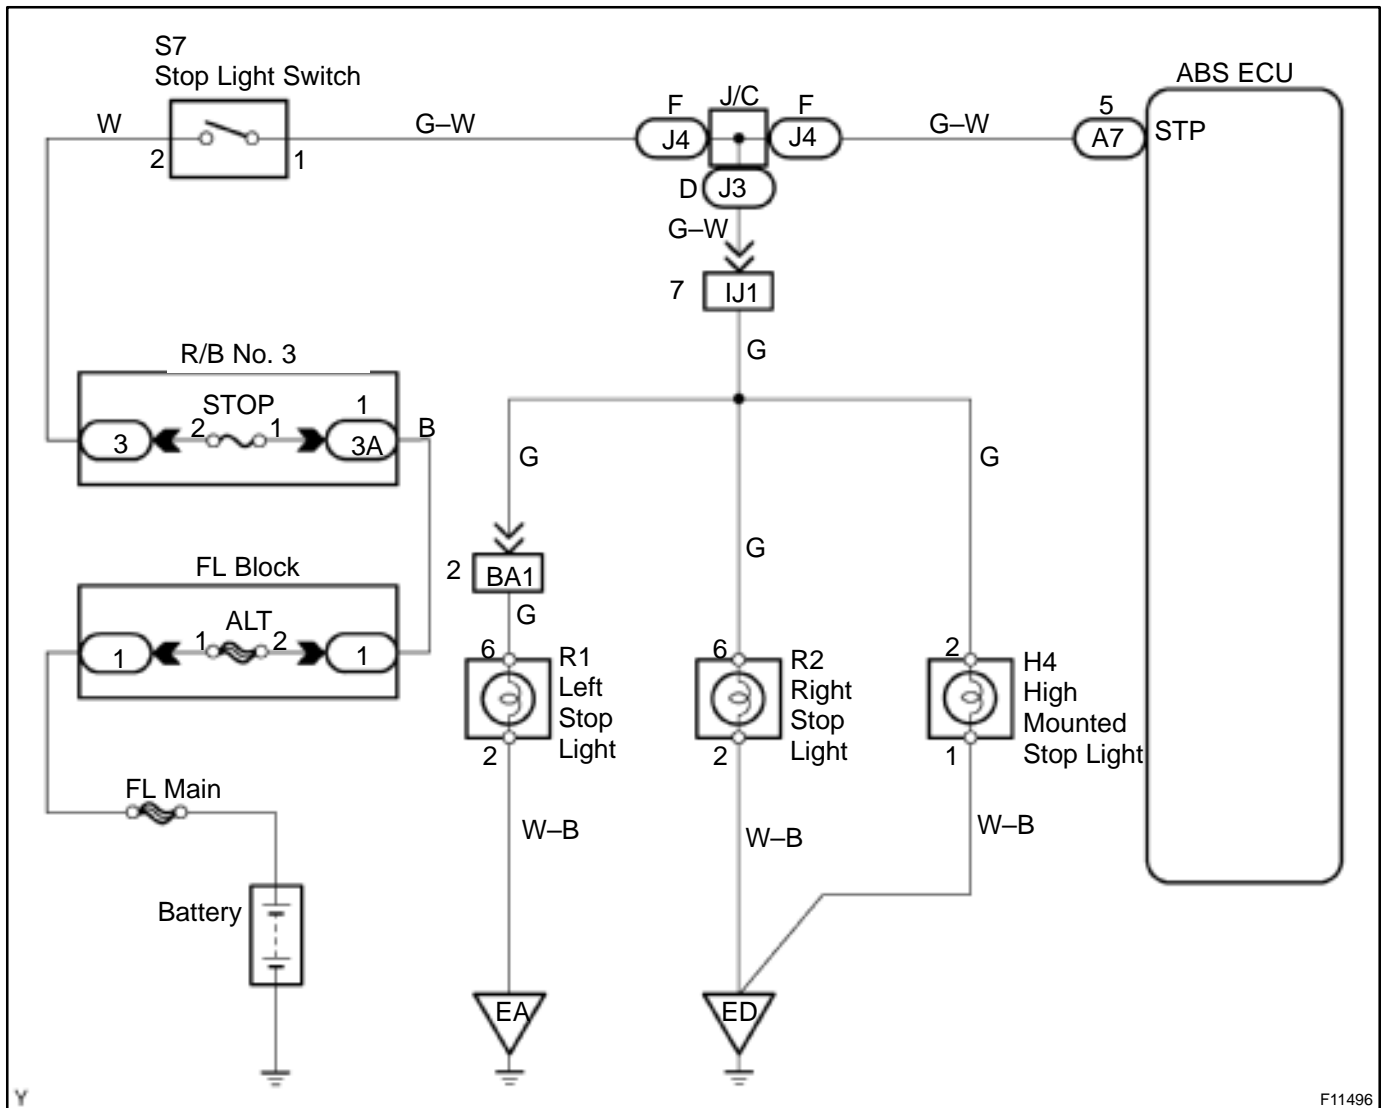 S7
Stop Light Switch
ABS ECU
W
2
1
G–W
F
J/C
F
J4
J4
G–W
5
A7
STP
D
J3
G–W
7
IJ1
G
R/B No. 3
STOP
1
3
2
1
3A
B
G
G
G
FL Block
ALT
1
1
2
1
2
BA1
G
6
R1
Left
Stop
Light
2
6
R2
Right
Stop
Light
2
2
H4
High
Mounted
Stop Light
1
FL Main
W–B
W–B
W–B
Battery
EA
ED
Y
F11496